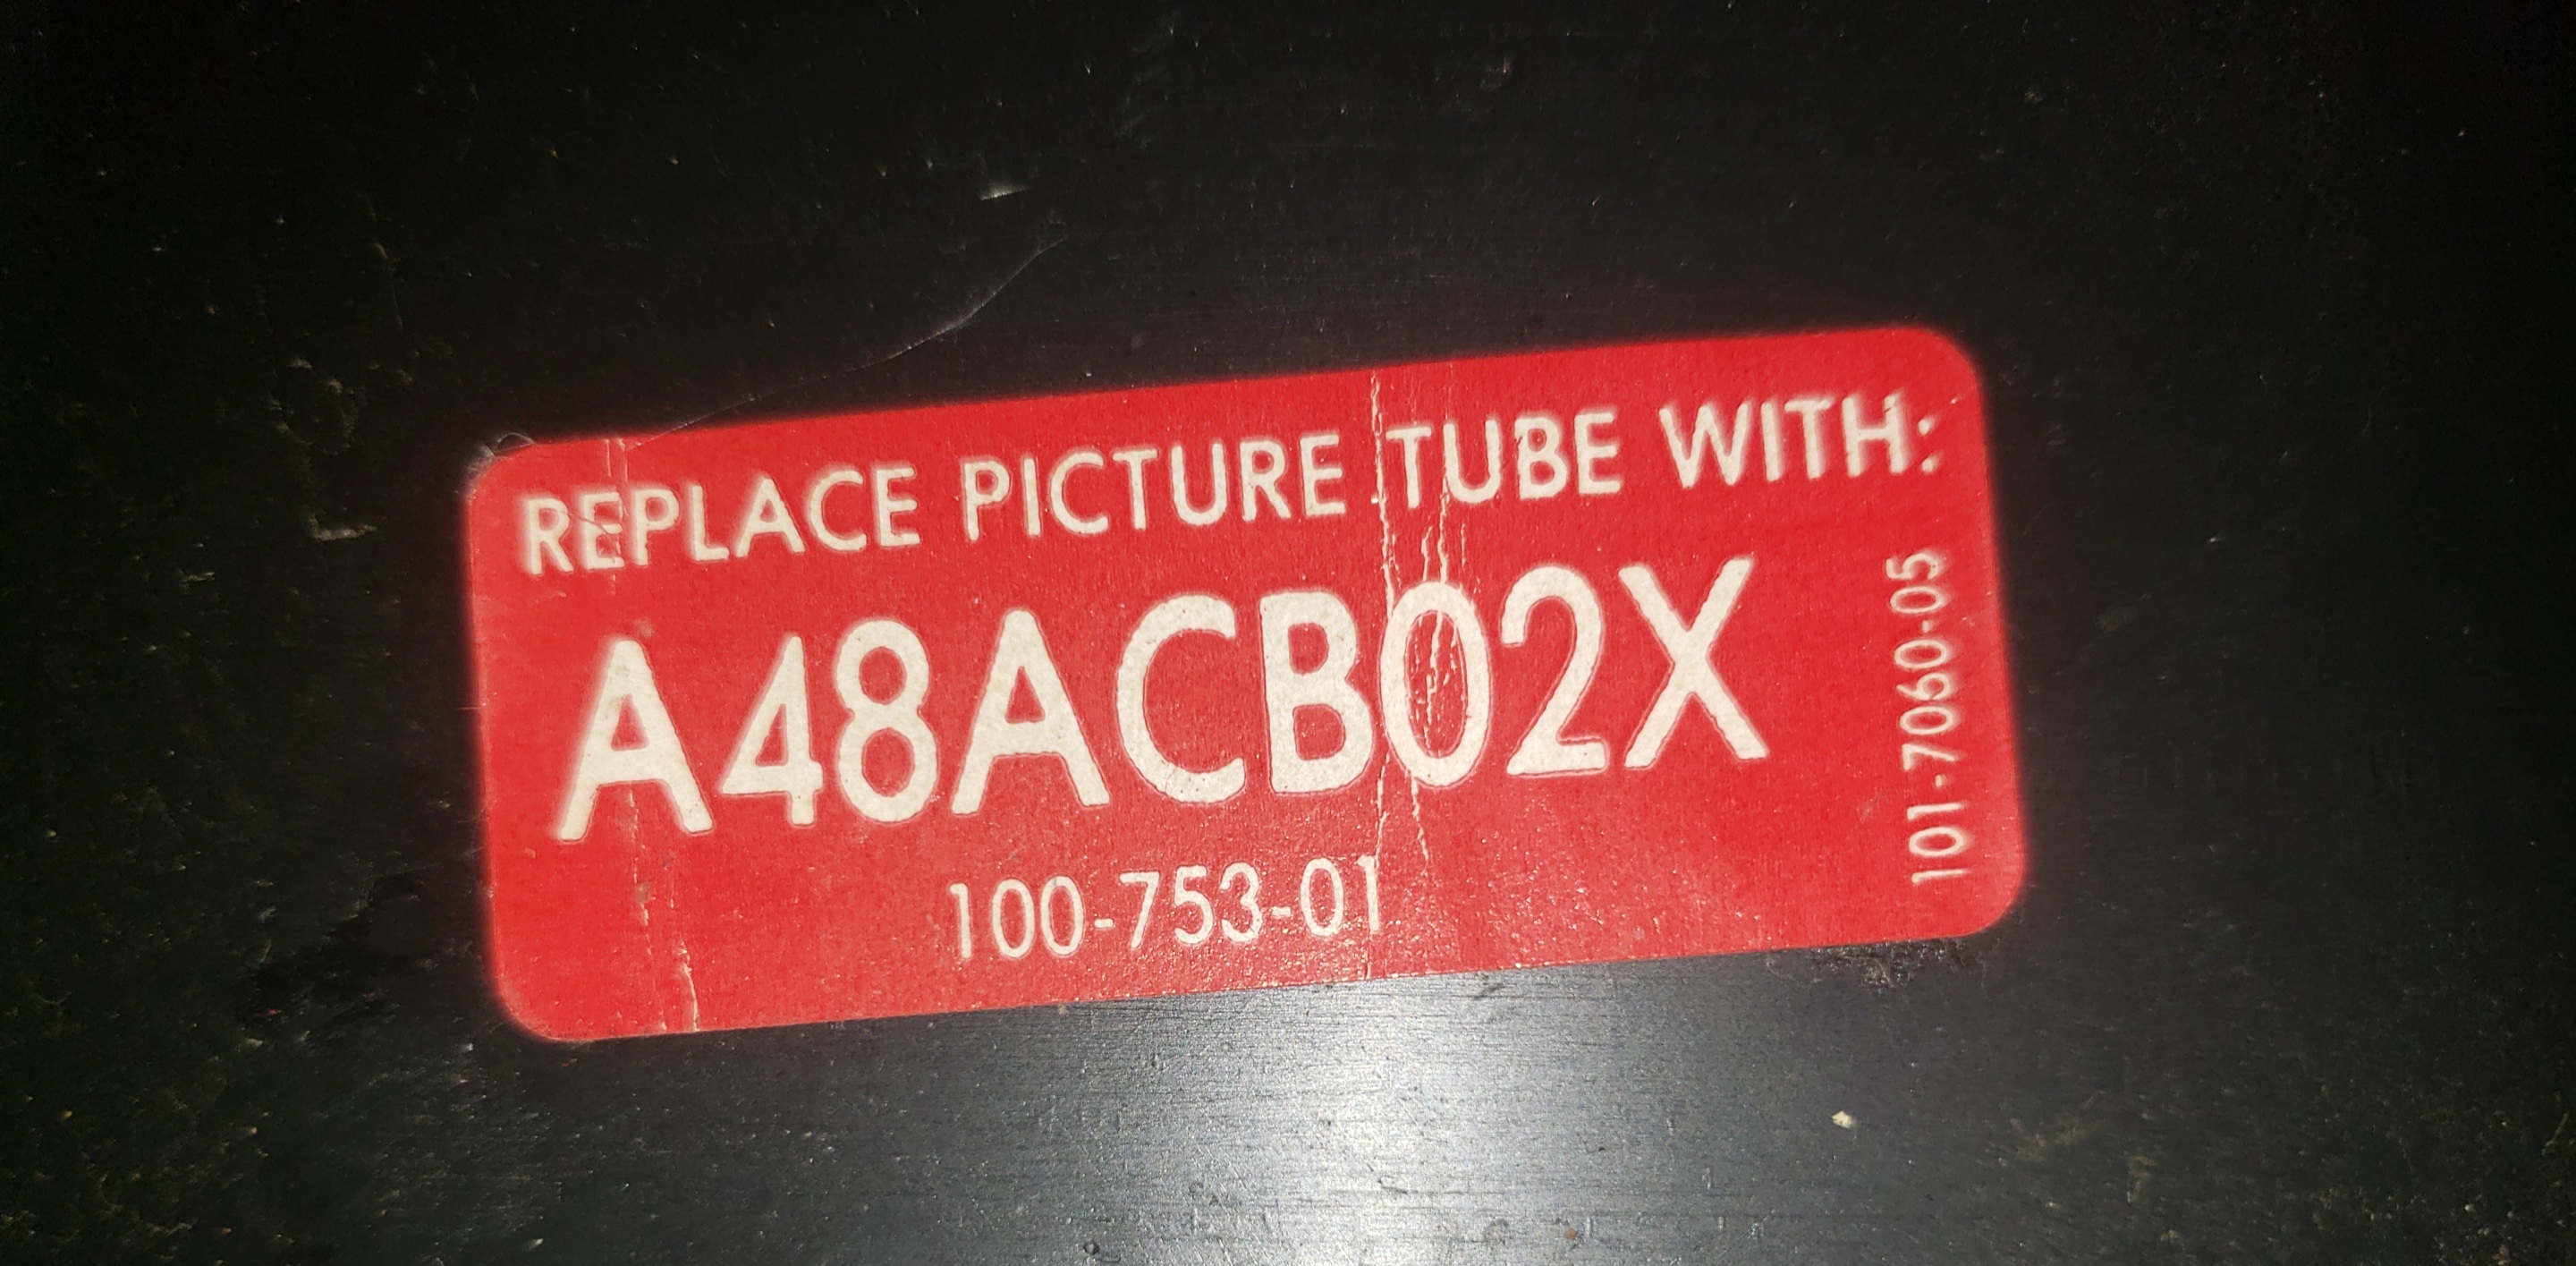 REPLACE PICTURE TUBE WITH:
A48ACB02X
100-753-01
101-7060-05